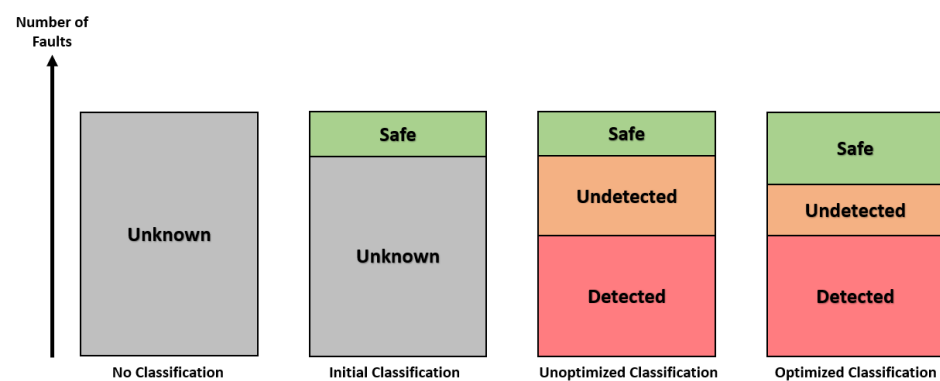 Number of
Faults
Unknown
No Classification
Safe
Unknown
Initial Classification
Safe
Undetected
Detected
Unoptimized Classification
Safe
Undetected
Detected
Optimized Classification